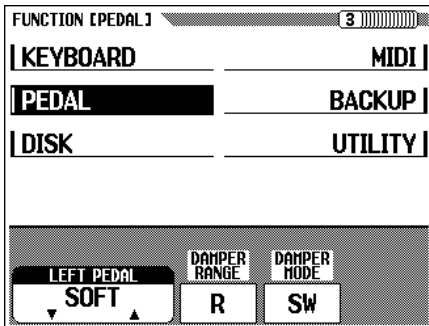 FUNCTION [PEDAL] 3
KEYBOARD MIDI
PEDAL BACKUP
DISK UTILITY
LEFT PEDAL
SOFT
DAMPER
RANGE
R
DAMPER
MODE
SW